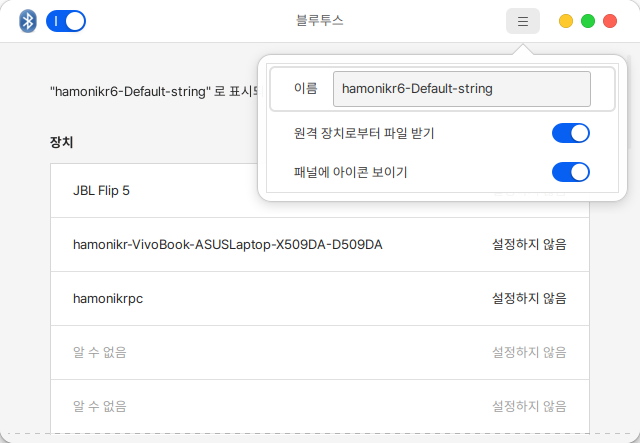 블루투스
이름 hamonikr6-Default-string
원격 장치로부터 파일 받기
패널에 아이콘 보이기
"hamonikr6-Default-string" 로 표시
장치
JBL Flip 5
hamonikr-VivoBook-ASUSLaptop-X509DA-D509DA 설정하지 않음
hamonikrpc 설정하지 않음
알 수 없음 설정하지 않음
알 수 없음 설정하지 않음